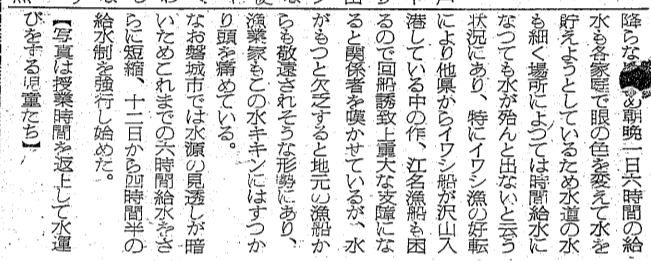 降らな め朝晩一日六時間の給
水も各家庭で眼の色を変えて水を
貯えようとしているため水道の水
も細く場所によつては時間給水に
なつても水が殆んど出ないと云う
状況にあり、特にイワシ漁の好転
により他県からイワシ船が沢山入
港している中の作、江名漁船も困
るので回船誘致上重大な支障にな
ると関係者を嘆かせているが、水
がもつと欠乏すると地元の漁船か
らも敬遠されそうな形勢にあり、
漁業家もこの水キキンにはすつか
り頭を痛めている。
なお磐城市では水源の見透しが暗
いためこれまでの六時間給水をさ
らに短縮、十二日から四時間半の
給水制を強行し始めた。
【写真は授業時間を返上して水運
びをする児童たち】